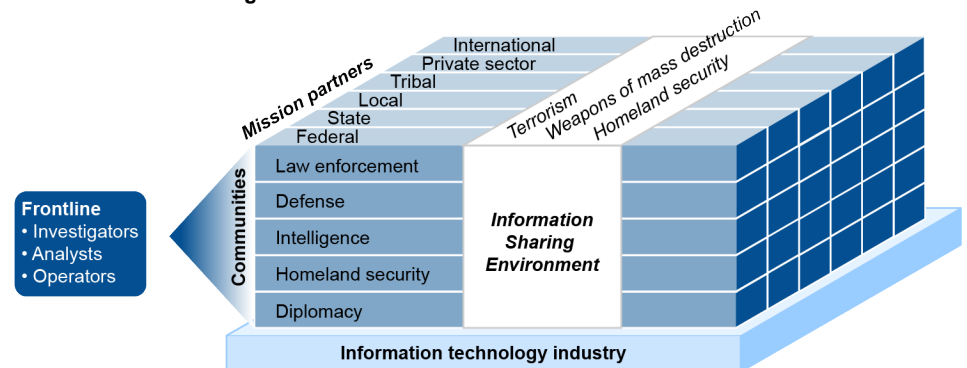 Mission partners
International
Private sector
Tribal
Local
State
Federal
Terrorism
Weapons of mass destruction
Homeland security
Communities
Law enforcement
Defense
Intelligence
Homeland security
Diplomacy
Information
Sharing
Environment
Frontline
• Investigators
• Analysts
• Operators
Information technology industry